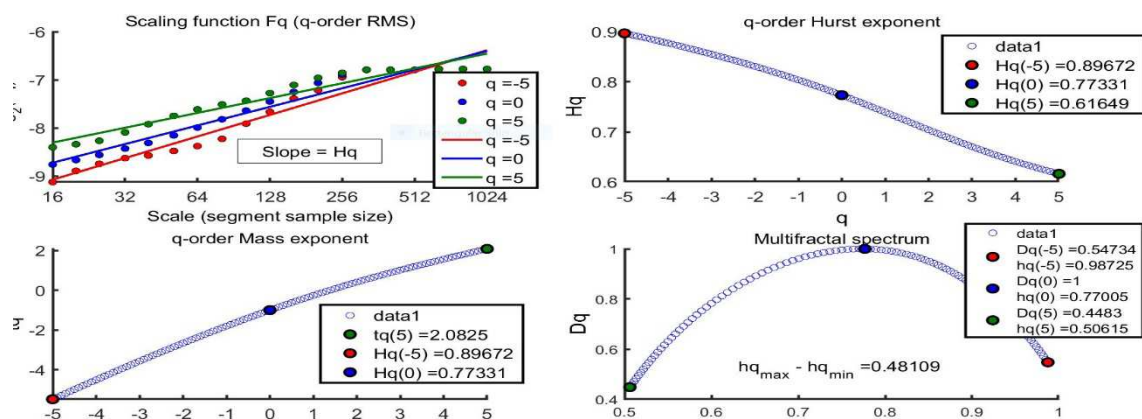 Scaling function Fq (q-order RMS)
-6
-7
-8
-9
q =-5
q =0
q =5
q =-5
q =0
q =5
Slope = Hq
16 32 64 128 256 512 1024
Scale (segment sample size)
q-order Hurst exponent
0.9
0.8
0.7
0.6
Hq
data1
Hq(-5) =0.89672
Hq(0) =0.77331
Hq(5) =0.61649
-5 -4 -3 -2 -1 0 1 2 3 4 5
q
q-order Mass exponent
2
0
-2
-4
data1
tq(5) =2.0825
Hq(-5) =0.89672
Hq(0) =0.77331
-5 -4 -3 -2 -1 0 1 2 3 4 5
Multifractal spectrum
1
0.8
0.6
0.4
Dq
data1
Dq(-5) =0.54734
hq(-5) =0.98725
Dq(0) =1
hq(0) =0.77005
Dq(5) =0.4483
hq(5) =0.50615
hqmax - hqmin =0.48109
0.5 0.6 0.7 0.8 0.9 1